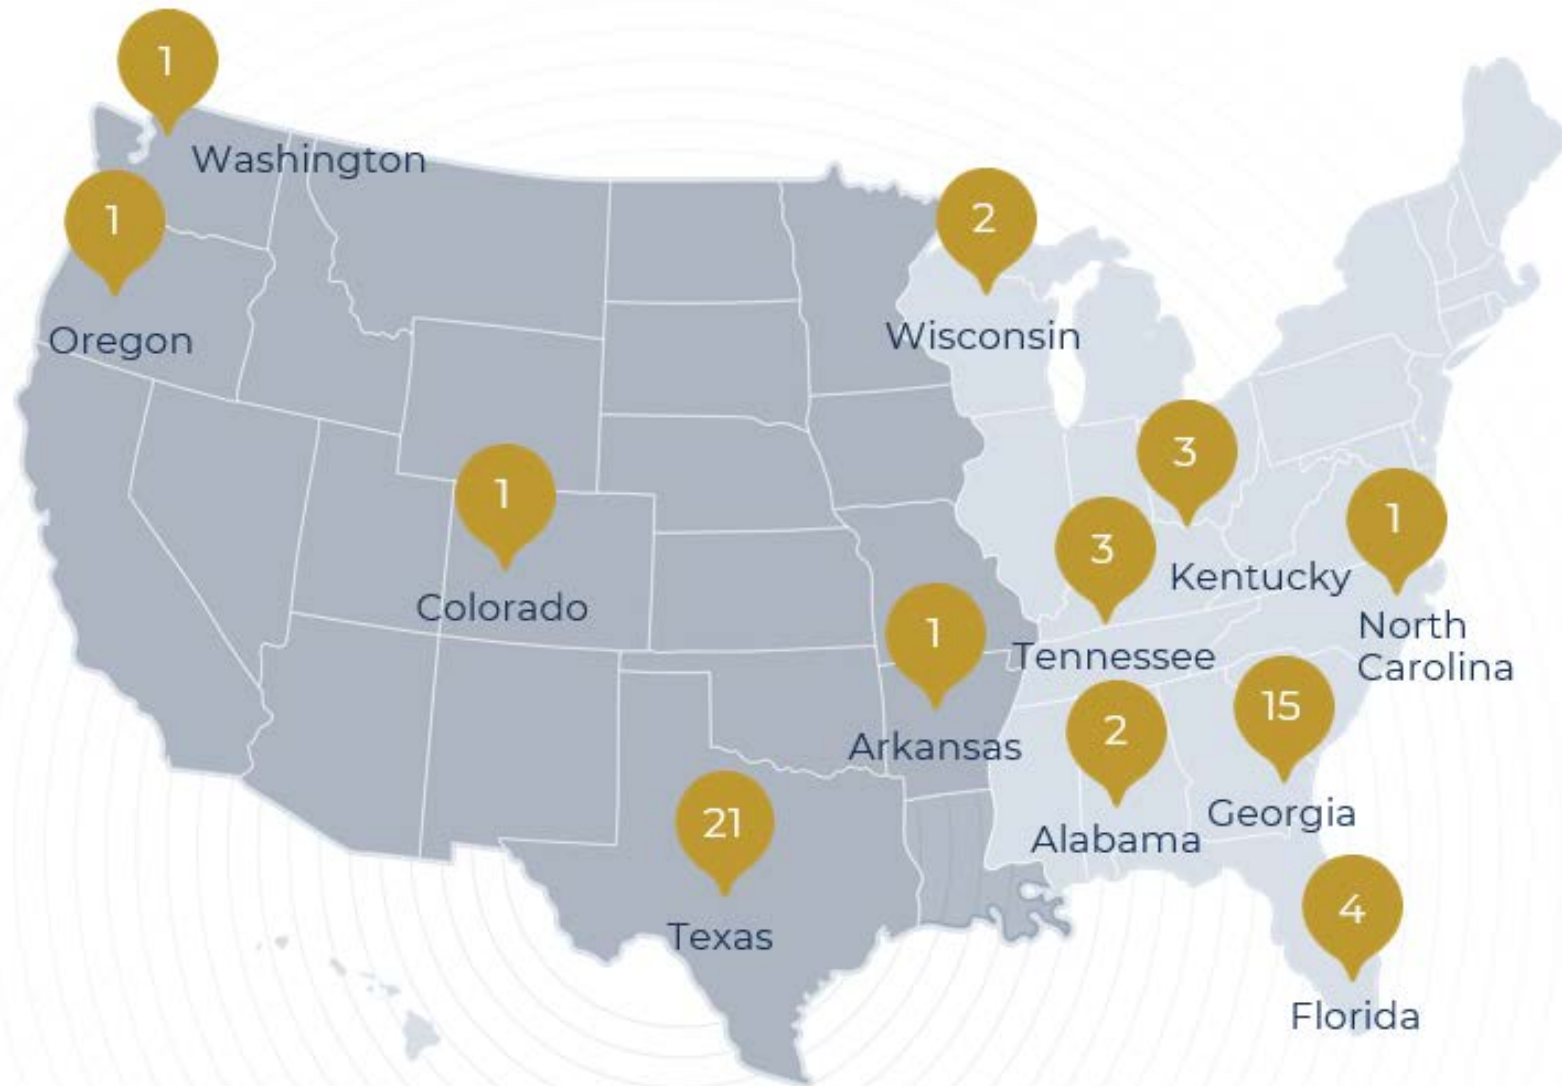 1
Washington
1
Oregon
2
Wisconsin
3
Kentucky
1
North
Carolina
1
Colorado
3
Tennessee
1
Arkansas
2
Alabama
15
Georgia
21
Texas
4
Florida